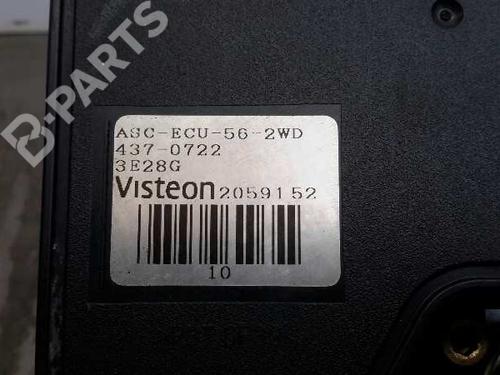 B-PARTS
ASC-ECU-56-2WD
437-0722
3E28G
Visteon 2059152
10